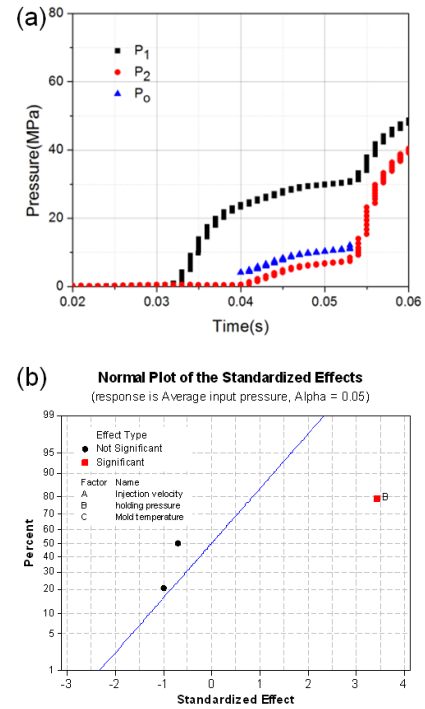 (a)
80
60
40
20
0
Pressure(MPa)
P1
P2
Po
0.02 0.03 0.04 0.05 0.06
Time(s)
(b)
Normal Plot of the Standardized Effects
(response is Average input pressure, Alpha = 0.05)
99
95
90
80
70
60
50
40
30
20
10
5
1
Percent
Effect Type
Not Significant
Significant
Factor Name
A Injection velocity
B holding pressure
C Mold temperature
B
-3 -2 -1 0 1 2 3 4
Standardized Effect